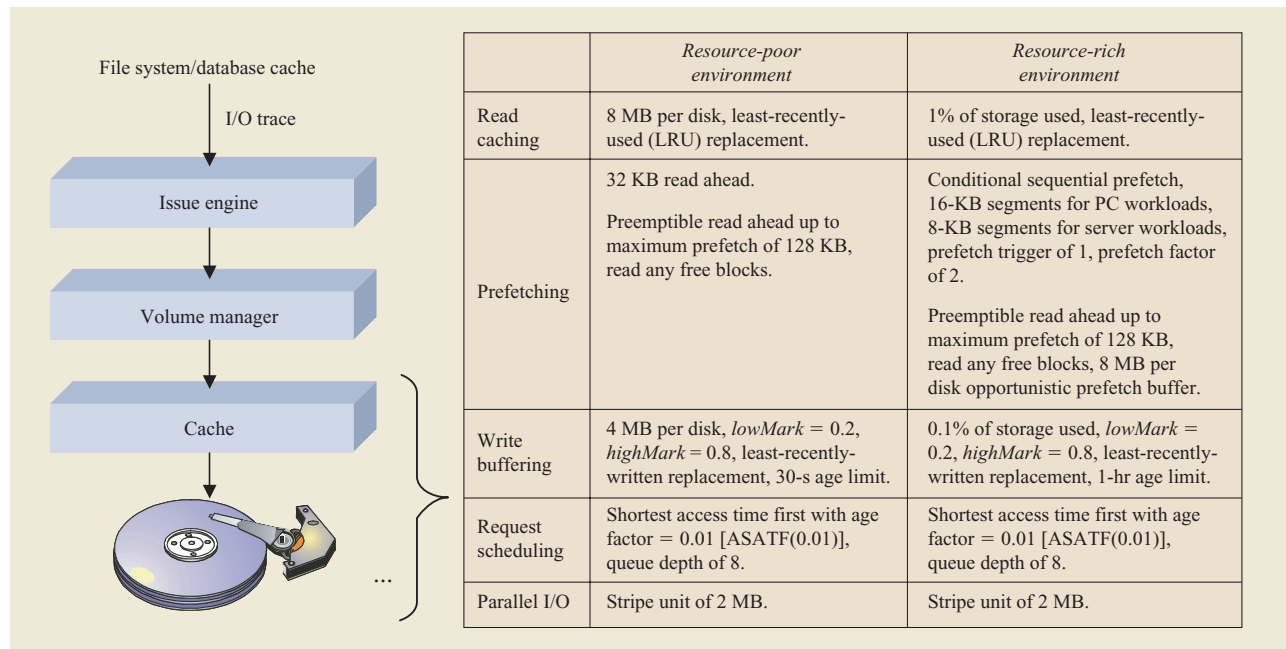 File system/database cache
I/O trace
Issue engine
Volume manager
Cache
...
Resource-poor
environment
Resource-rich
environment
Read
caching
8 MB per disk, least-recently-
used (LRU) replacement.
1% of storage used, least-recently-
used (LRU) replacement.
Prefetching
32 KB read ahead.
Preemptible read ahead up to
maximum prefetch of 128 KB,
read any free blocks.
Conditional sequential prefetch,
16-KB segments for PC workloads,
8-KB segments for server workloads,
prefetch trigger of 1, prefetch factor
of 2.
Preemptible read ahead up to
maximum prefetch of 128 KB,
read any free blocks, 8 MB per
disk opportunistic prefetch buffer.
Write
buffering
4 MB per disk, lowMark = 0.2,
highMark = 0.8, least-recently-
written replacement, 30-s age limit.
0.1% of storage used, lowMark =
0.2, highMark = 0.8, least-recently-
written replacement, 1-hr age limit.
Request
scheduling
Shortest access time first with age
factor = 0.01 [ASATF(0.01)],
queue depth of 8.
Shortest access time first with age
factor = 0.01 [ASATF(0.01)],
queue depth of 8.
Parallel I/O
Stripe unit of 2 MB.
Stripe unit of 2 MB.